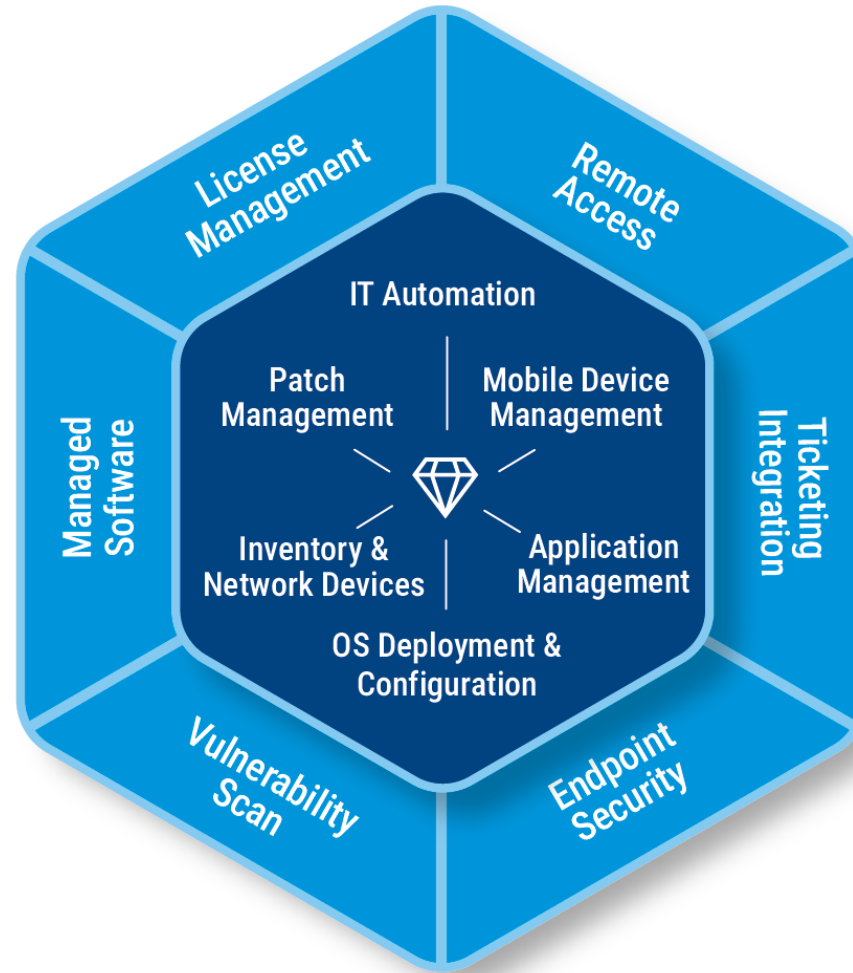 License
Management
Remote
Access
IT Automation
Patch
Management
Mobile Device
Management
Managed
Software
Ticketing
Integration
Inventory &
Network Devices
Application
Management
OS Deployment &
Configuration
Vulnerability
Scan
Endpoint
Security